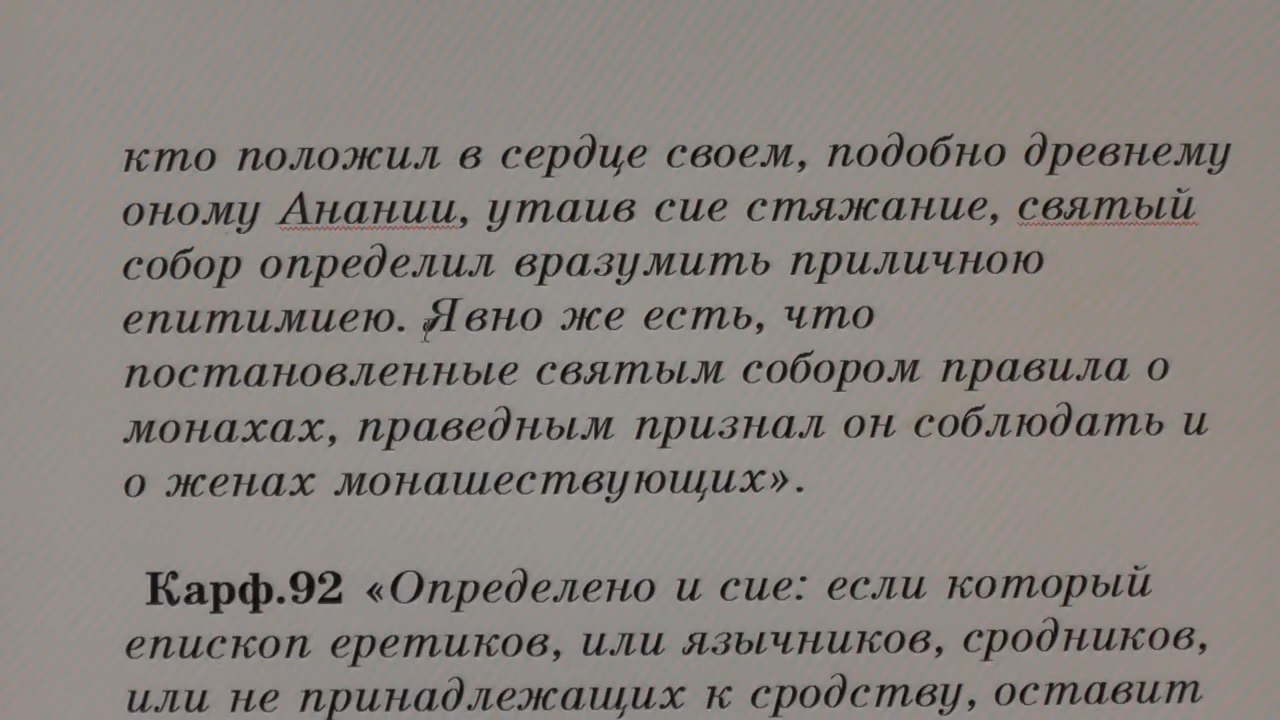 кто положил в сердце своем, подобно древнему
оному Анании, утаив сие стяжание, святый
собор определил вразумить приличною
епитимиею. Явно же есть, что
постановленные святым собором правила о
монахах, праведным признал он соблюдать и
о женах монашествующих».
Карф.92 «Определено и сие: если который
епископ еретиков, или язычников, сродников,
или не принадлежащих к сродству, оставит